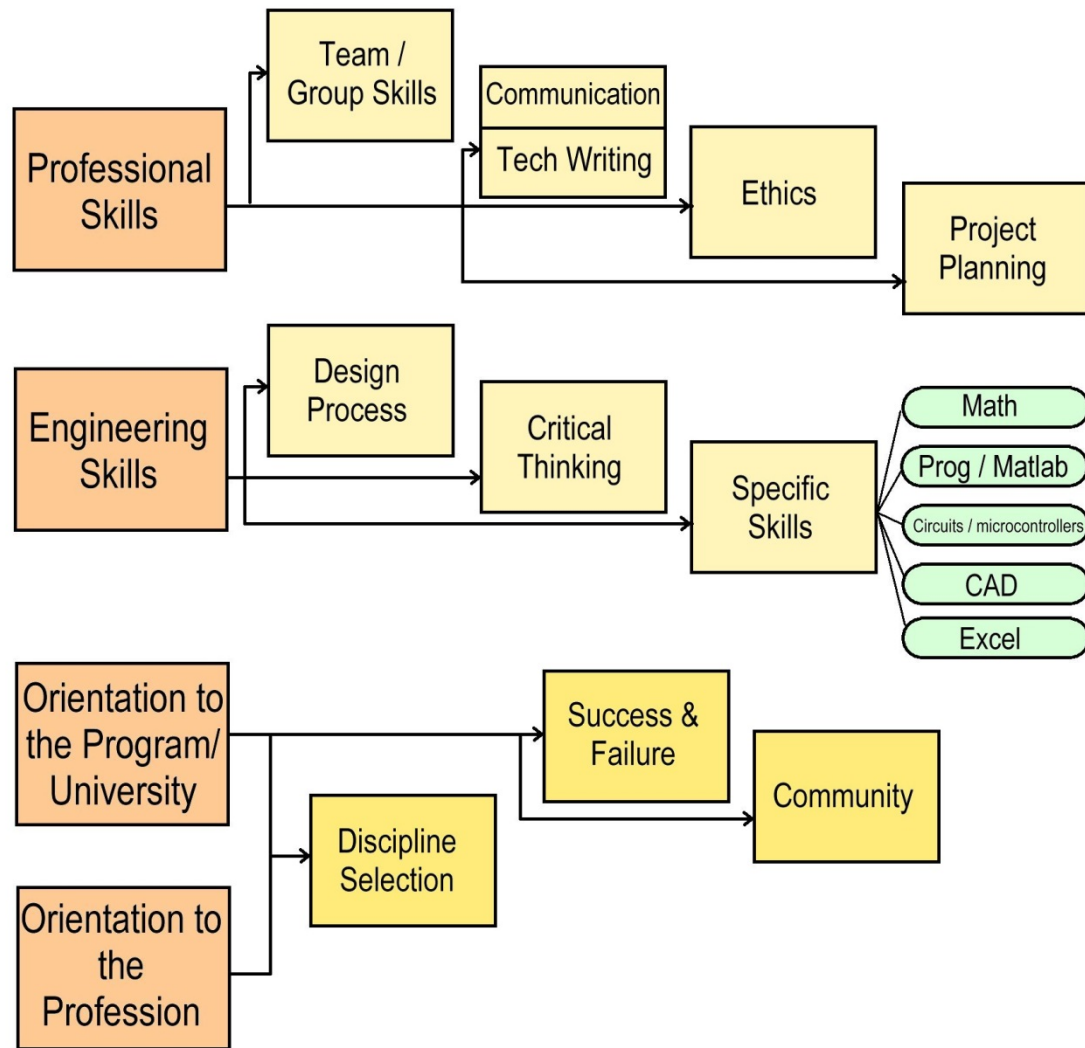 Team /
Group Skills
Communication
Tech Writing
Professional
Skills
Ethics
Project
Planning
Design
Process
Engineering
Skills
Critical
Thinking
Specific
Skills
Math
Prog / Matlab
Circuits / microcontrollers
CAD
Excel
Orientation to
the Program/
University
Success &
Failure
Community
Discipline
Selection
Orientation to
the
Profession